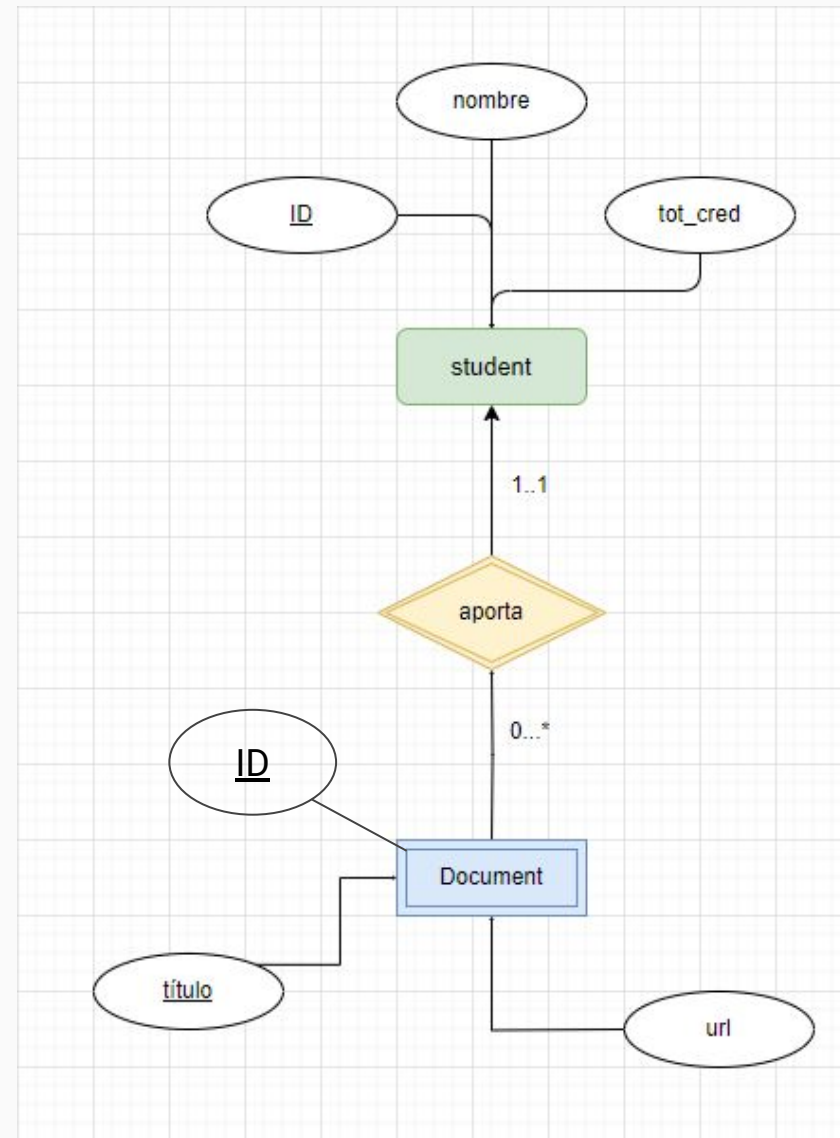 nombre
ID
tot_cred
student
1..1
aporta
0...*
ID
Document
título
url